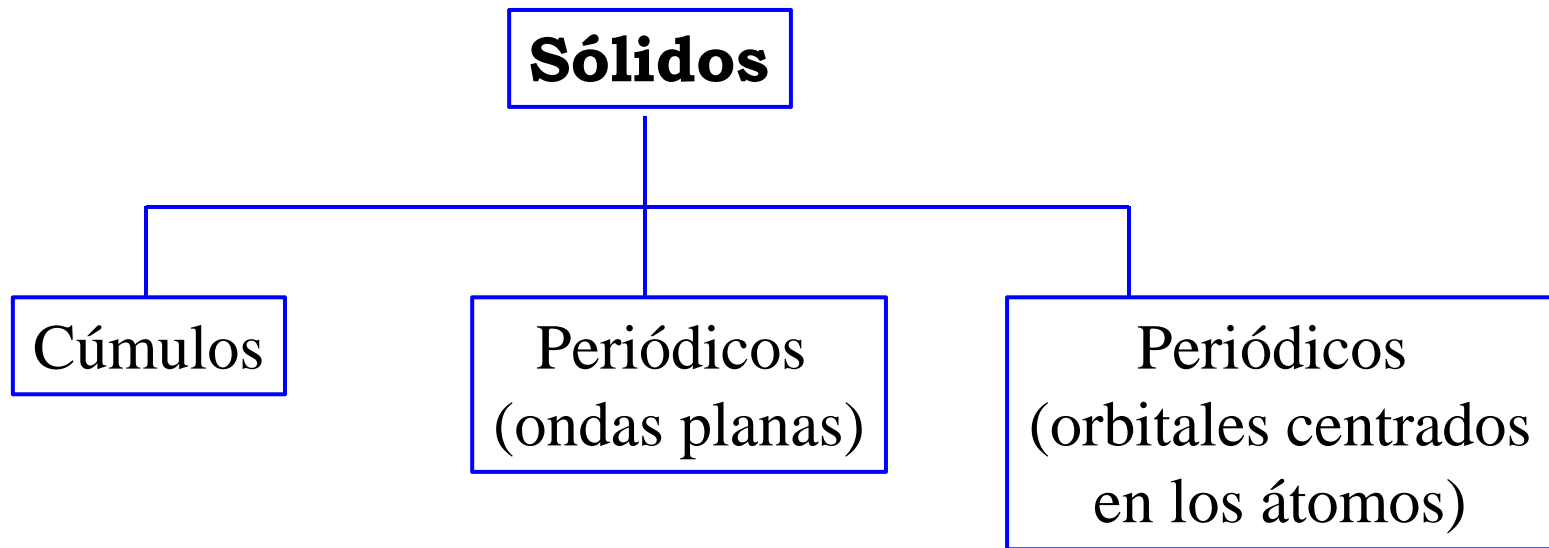 Sólidos
Cúmulos
Periódicos
(ondas planas)
Periódicos
(orbitales centrados
en los átomos)